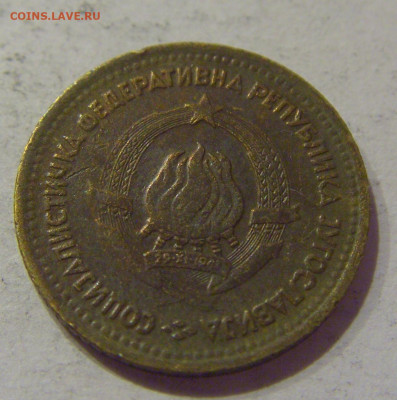 COINS.LAVE.RU
СОЦИЈАЛИСТИЧКА ФЕДЕРАТИВНА РЕПУБЛИКА ЈУГОСЛАВИЈА